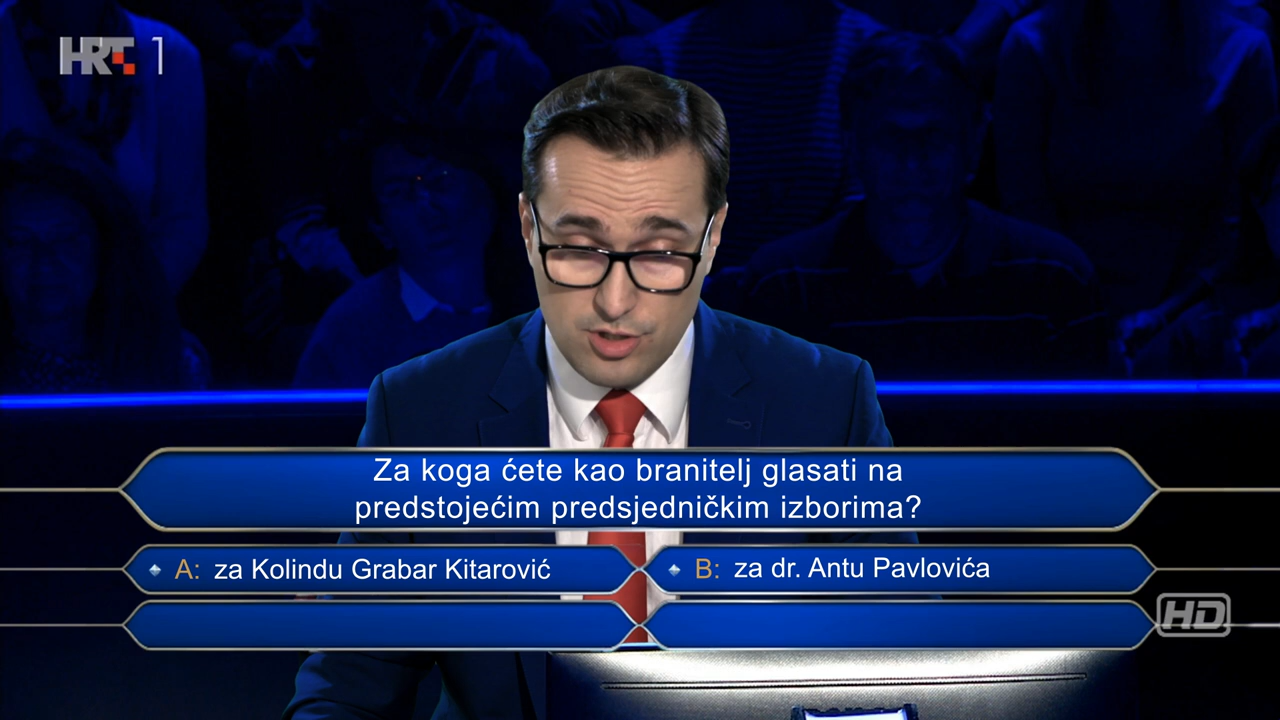 HRT 1
Za koga ćete kao branitelj glasati na
predstojećim predsjedničkim izborima?
A: za Kolindu Grabar Kitarović
B: za dr. Antu Pavlovića
HD